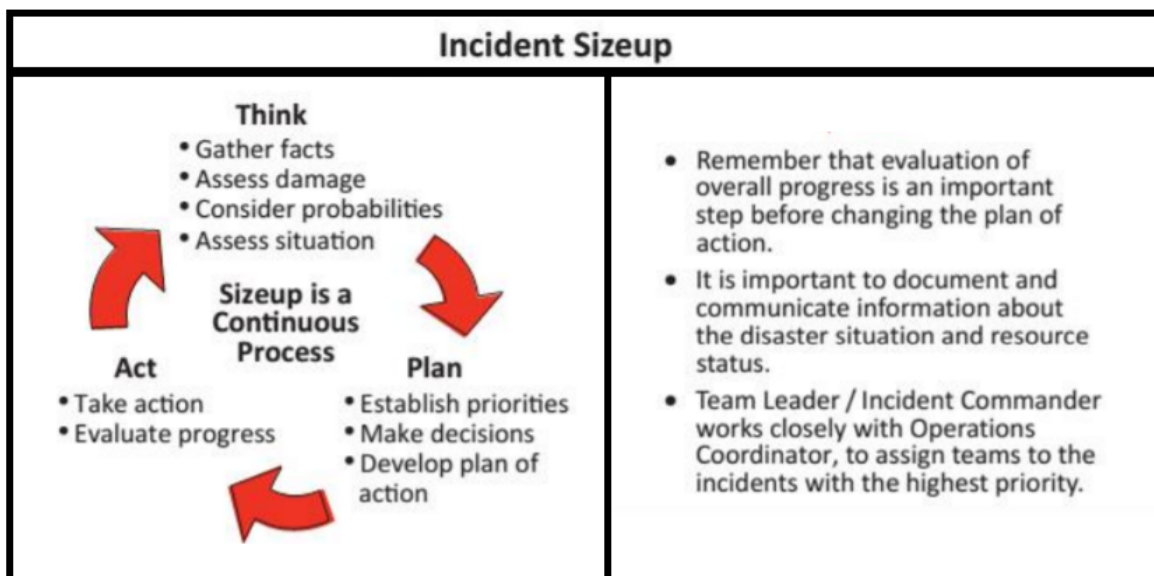 Incident Sizeup
Think
• Gather facts
• Assess damage
• Consider probabilities
• Assess situation
Sizeup is a
Continuous
Process
Plan
• Establish priorities
• Make decisions
• Develop plan of
action
Act
• Take action
• Evaluate progress
• Remember that evaluation of
overall progress is an important
step before changing the plan of
action.
• It is important to document and
communicate information about
the disaster situation and resource
status.
• Team Leader / Incident Commander
works closely with Operations
Coordinator, to assign teams to the
incidents with the highest priority.